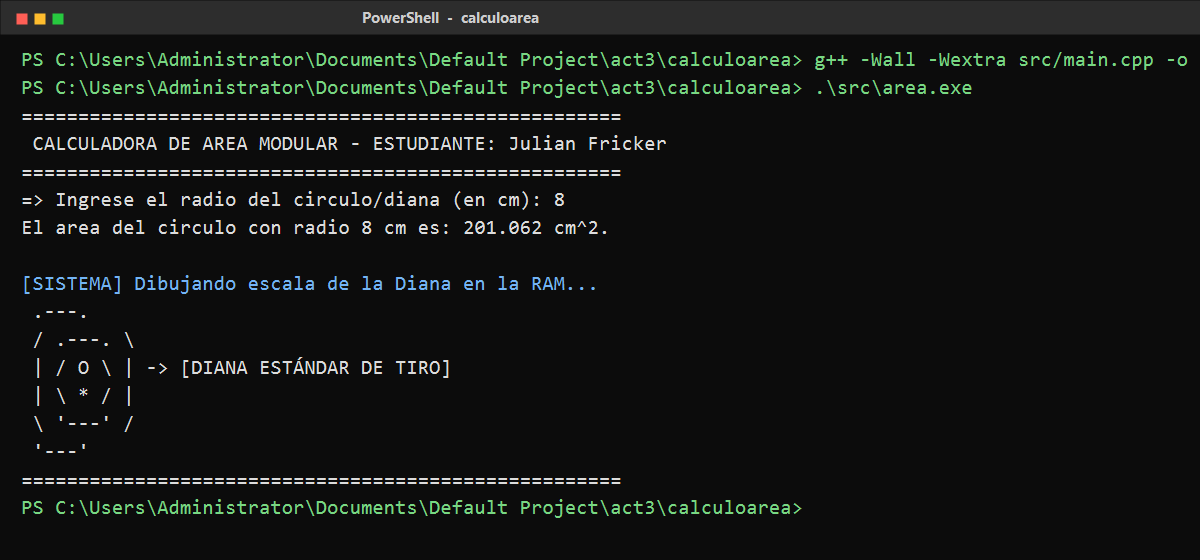 PowerShell - calculoarea
PS C:\Users\Administrator\Documents\Default Project\act3\calculoarea> g++ -Wall -Wextra src/main.cpp -o
PS C:\Users\Administrator\Documents\Default Project\act3\calculoarea> .\src\area.exe
=====================================================
 CALCULADORA DE AREA MODULAR - ESTUDIANTE: Julian Fricker
=====================================================
=> Ingrese el radio del circulo/diana (en cm): 8
El area del circulo con radio 8 cm es: 201.062 cm^2.

[SISTEMA] Dibujando escala de la Diana en la RAM...
 .---.
 / .---. \
 | / O \ | -> [DIANA ESTÁNDAR DE TIRO]
 | \ * / |
 \ '---' /
 '---'
=====================================================
PS C:\Users\Administrator\Documents\Default Project\act3\calculoarea>